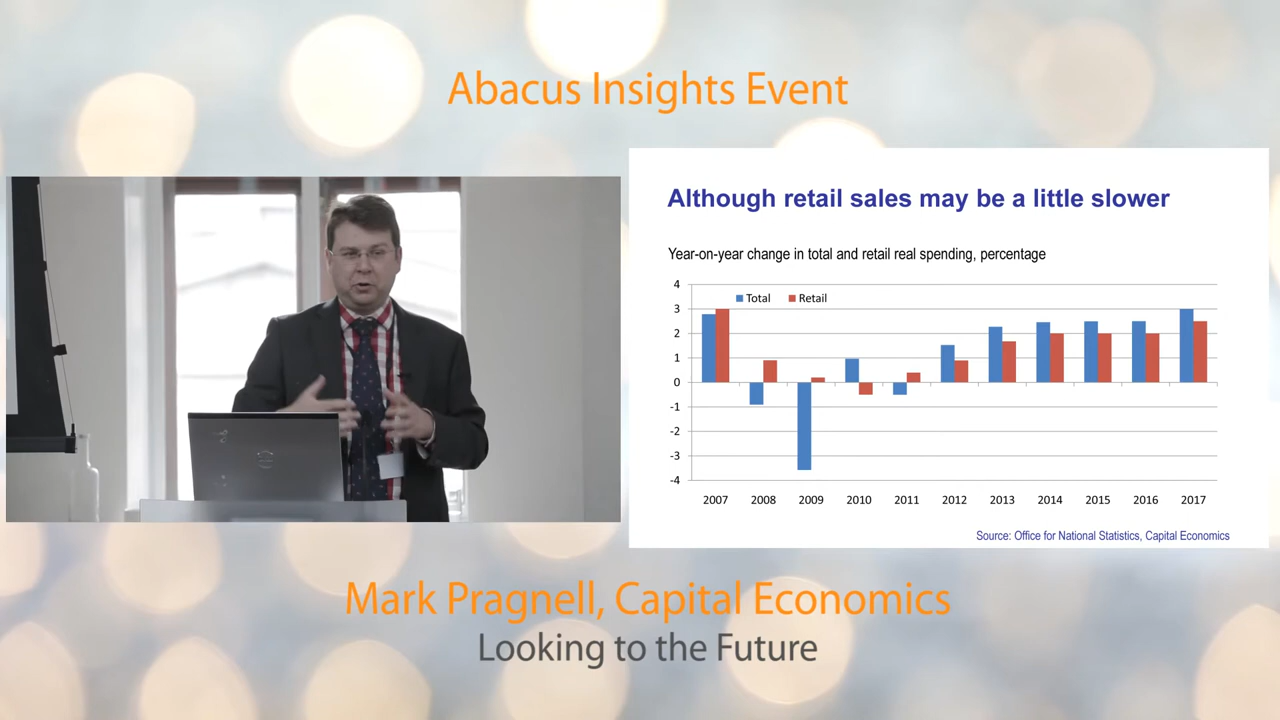 Abacus Insights Event
Although retail sales may be a little slower
Year-on-year change in total and retail real spending, percentage
Total Retail
4
3
2
1
0
-1
-2
-3
-4
2007 2008 2009 2010 2011 2012 2013 2014 2015 2016 2017
Source: Office for National Statistics, Capital Economics
Mark Pragnell, Capital Economics
Looking to the Future